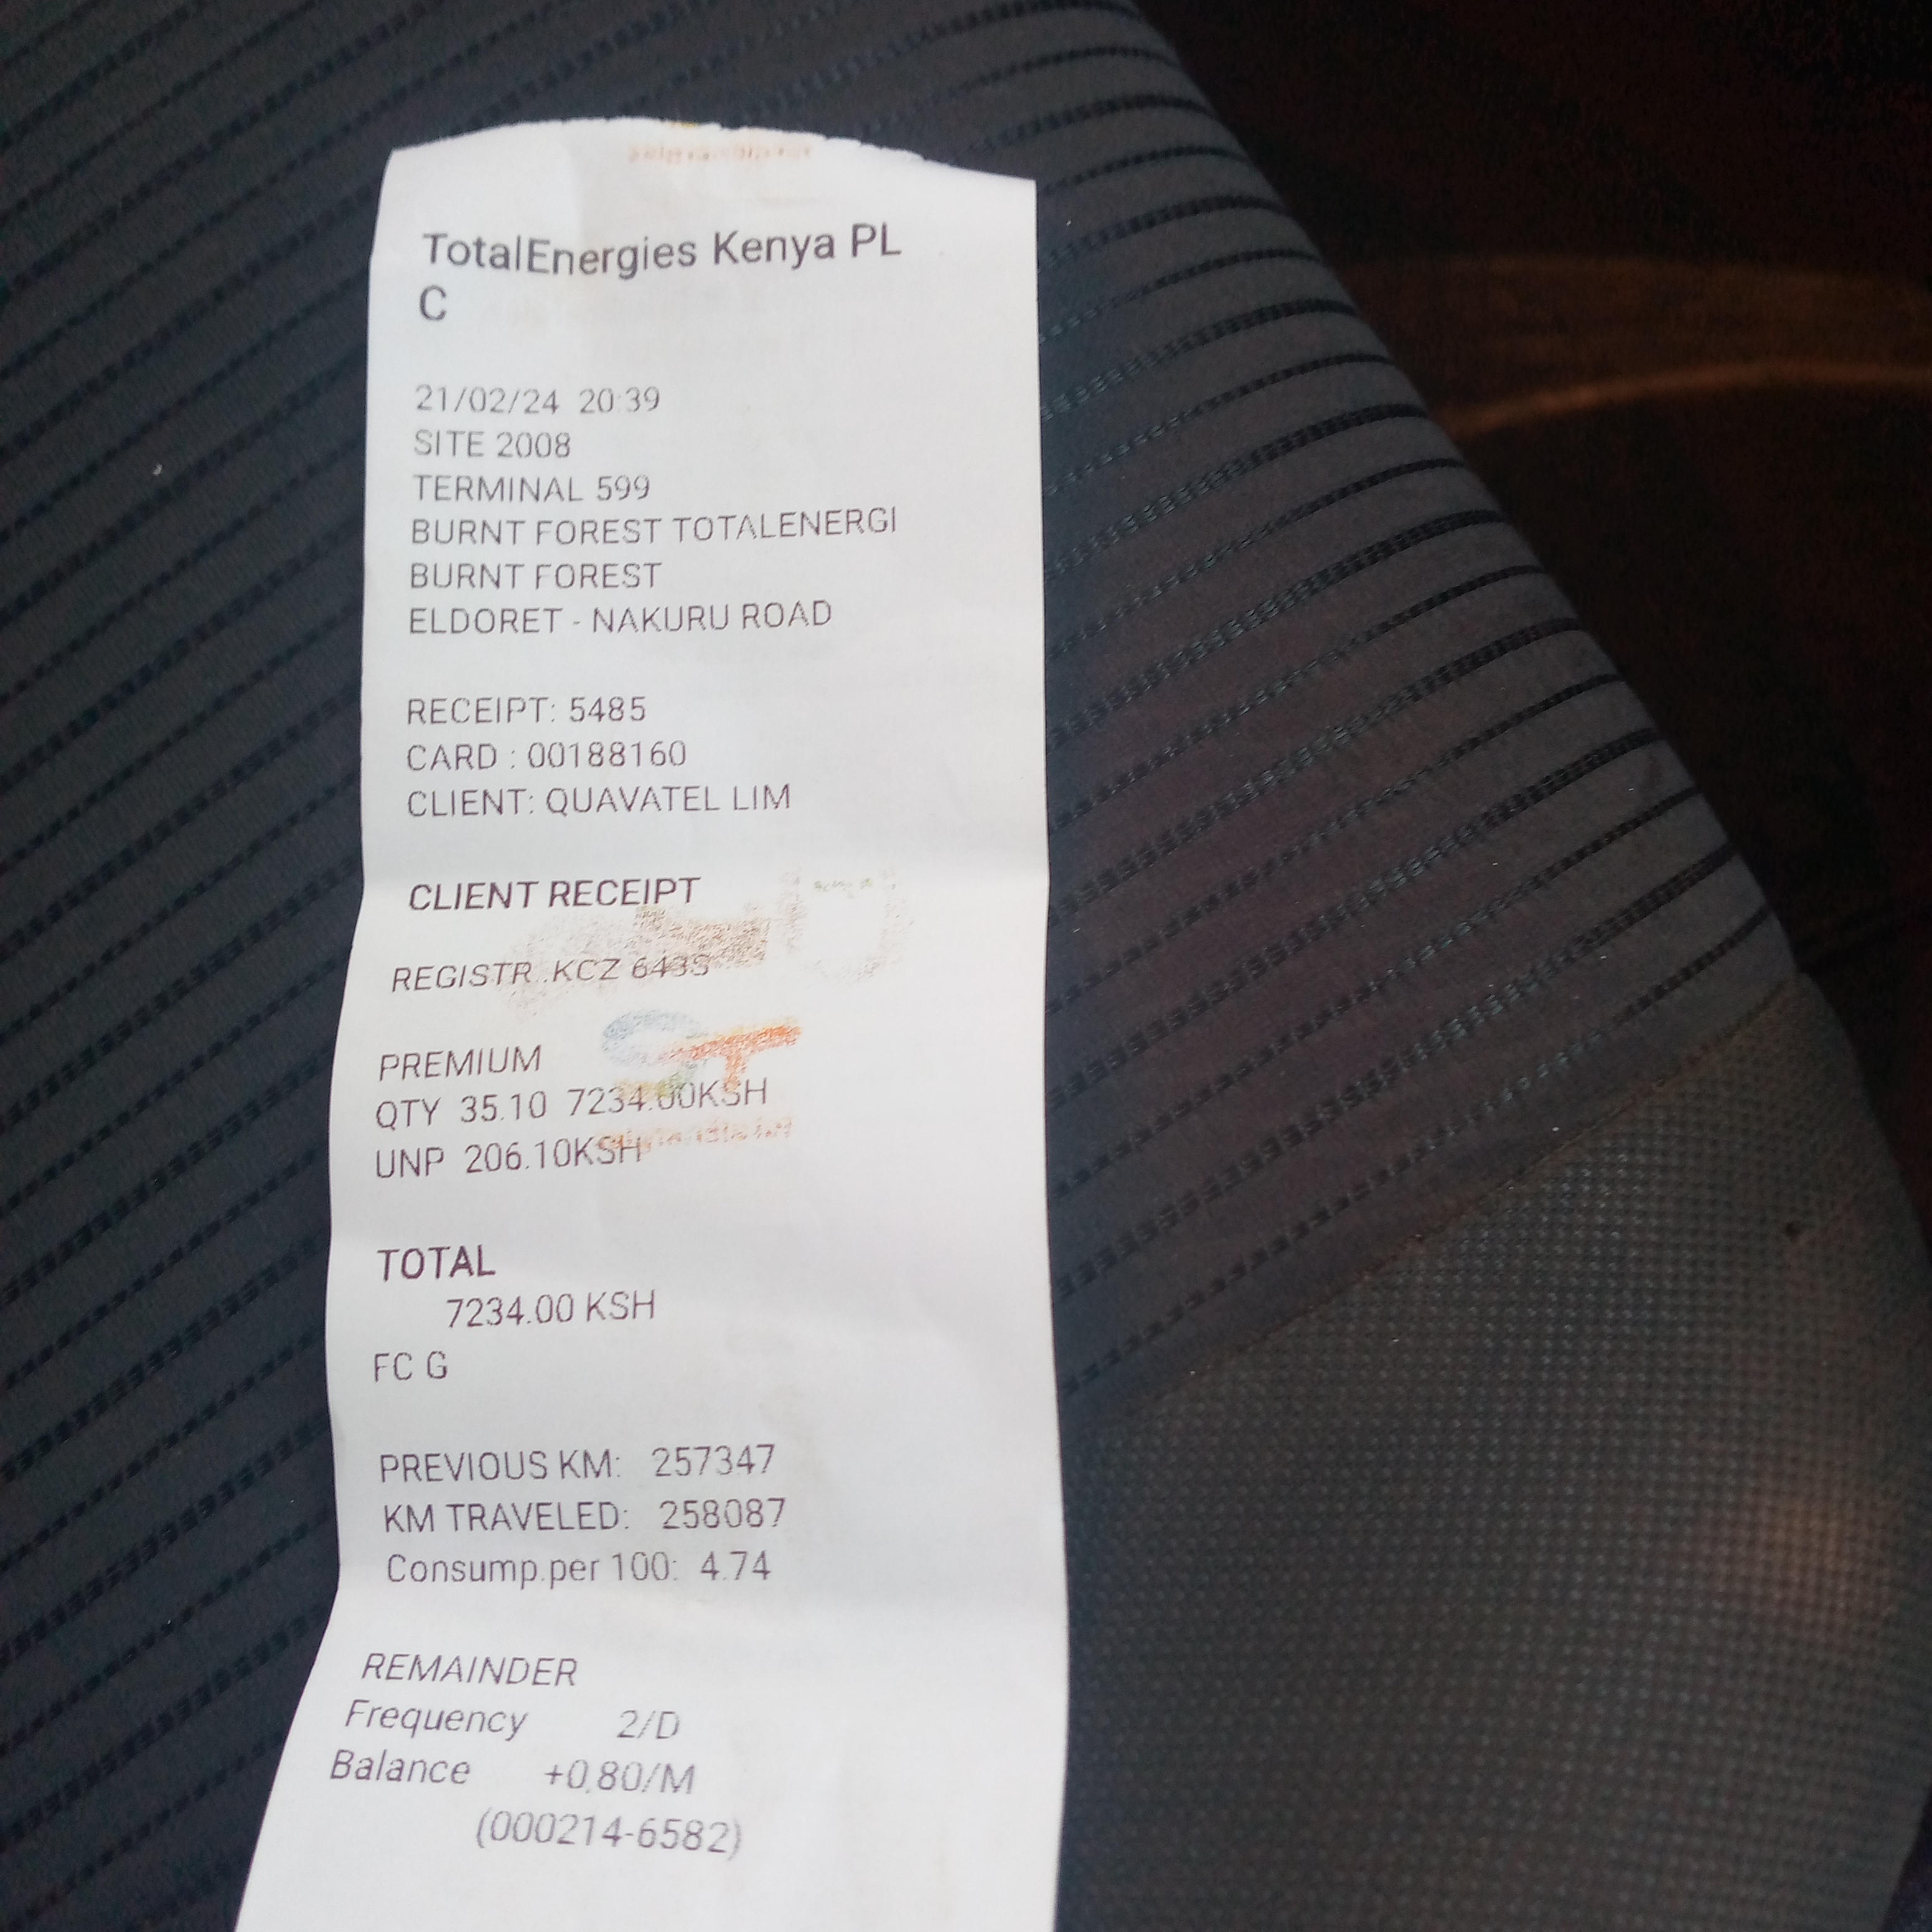 TotalEnergies Kenya PL
C
21/02/24 20:39
SITE 2008
TERMINAL 599
BURNT FOREST TOTALENERGI
BURNT FOREST
ELDORET - NAKURU ROAD
RECEIPT: 5485
CARD : 00188160
CLIENT: QUAVATEL LIM
CLIENT RECEIPT
REGISTR .KCZ 643S
PREMIUM
QTY 35.10 7234.00KSH
UNP 206.10KSH
TOTAL
7234.00 KSH
FC G
PREVIOUS KM: 257347
KM TRAVELED: 258087
Consump.per 100: 4.74
REMAINDER
Frequency 2/D
Balance +0,80/M
(000214-6582)